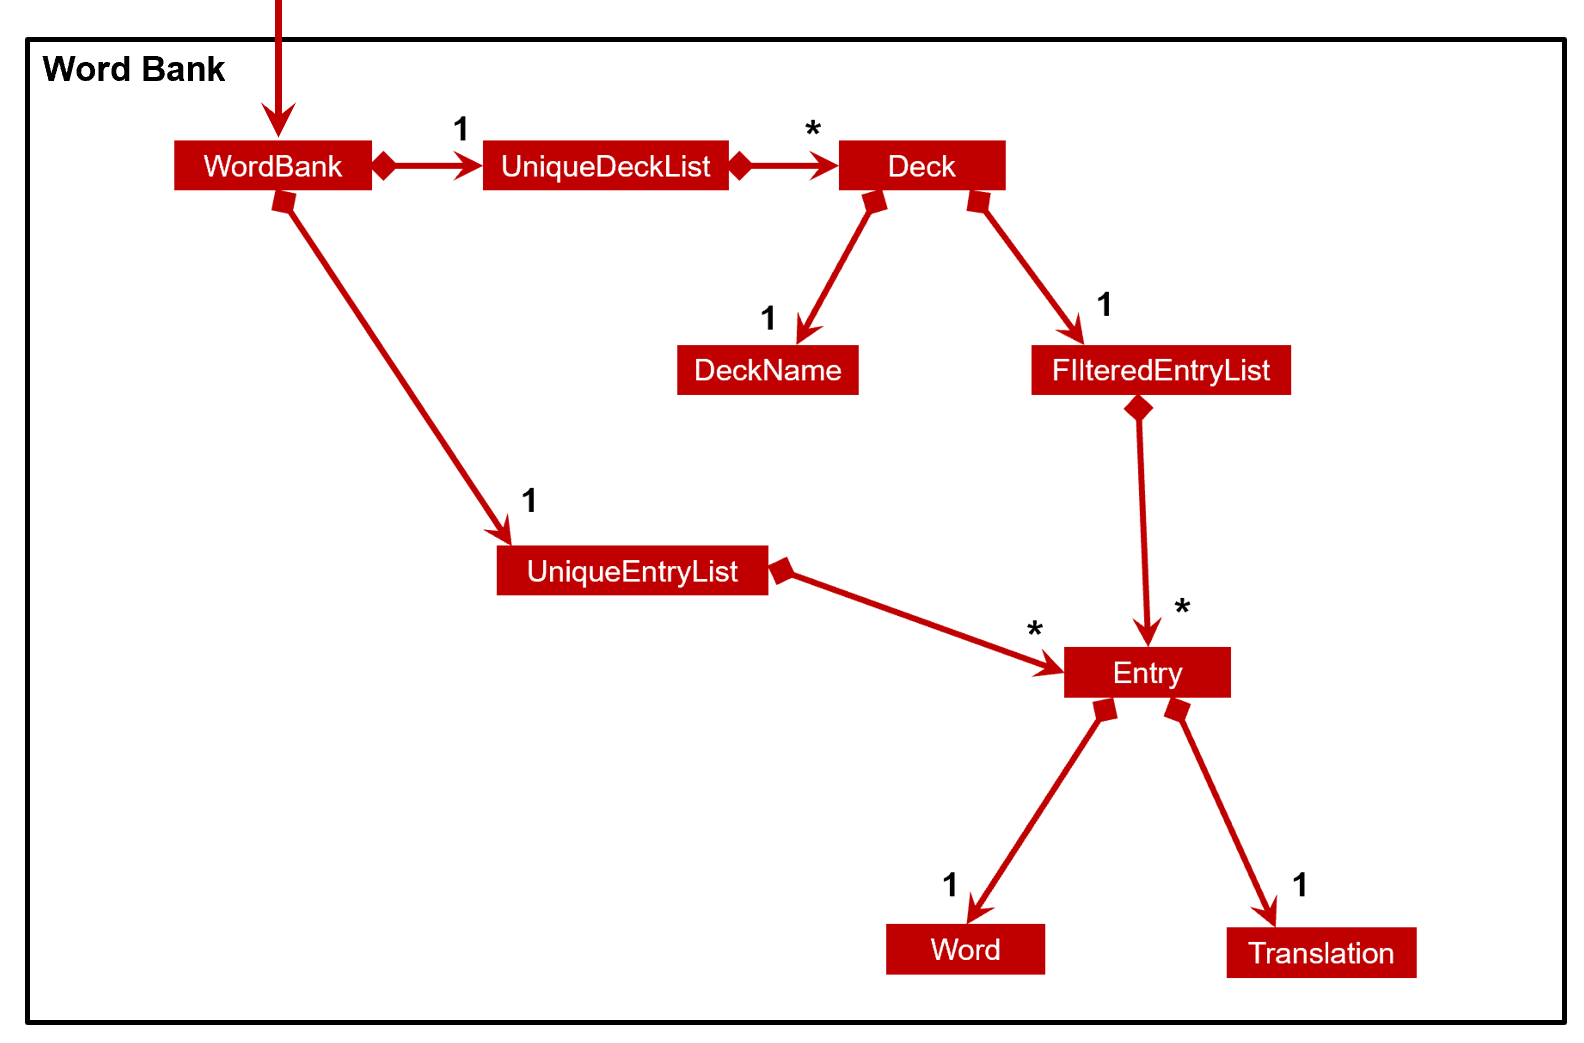 Word Bank
1
*
WordBank
UniqueDeckList
Deck
1
1
DeckName
FIlteredEntryList
1
UniqueEntryList
*
*
Entry
1
1
Word
Translation